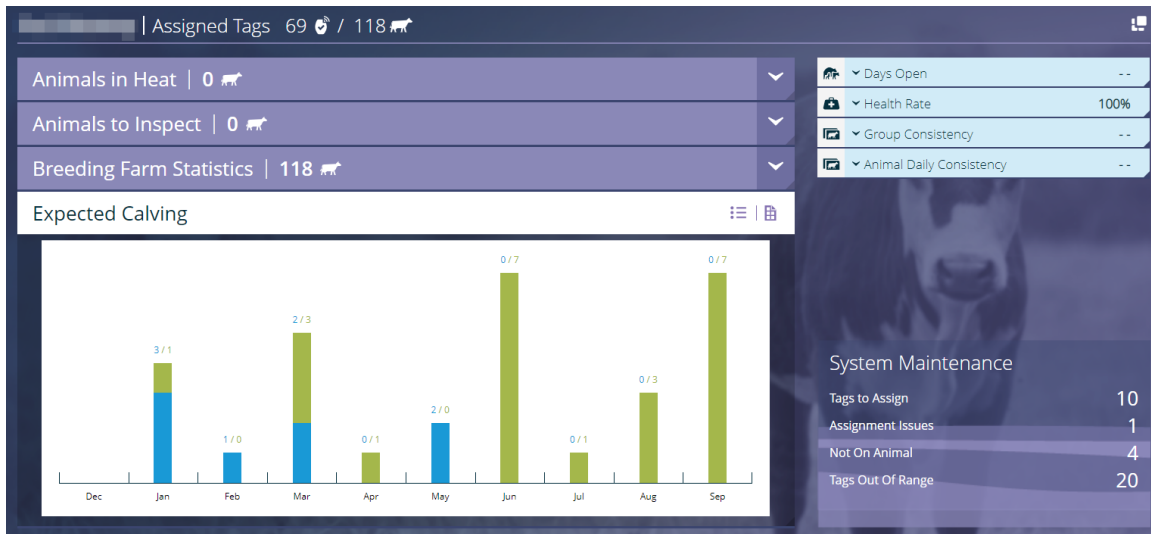 | Assigned Tags 69 / 118
Animals in Heat | 0
Animals to Inspect | 0
Breeding Farm Statistics | 118
Expected Calving
0/7 0/7
2/3
3/1
0/3
2/0
1/0 0/1 0/1
Dec Jan Feb Mar Apr May Jun Jul Aug Sep
Days Open --
Health Rate 100%
Group Consistency --
Animal Daily Consistency --
System Maintenance
Tags to Assign 10
Assignment Issues 1
Not On Animal 4
Tags Out Of Range 20